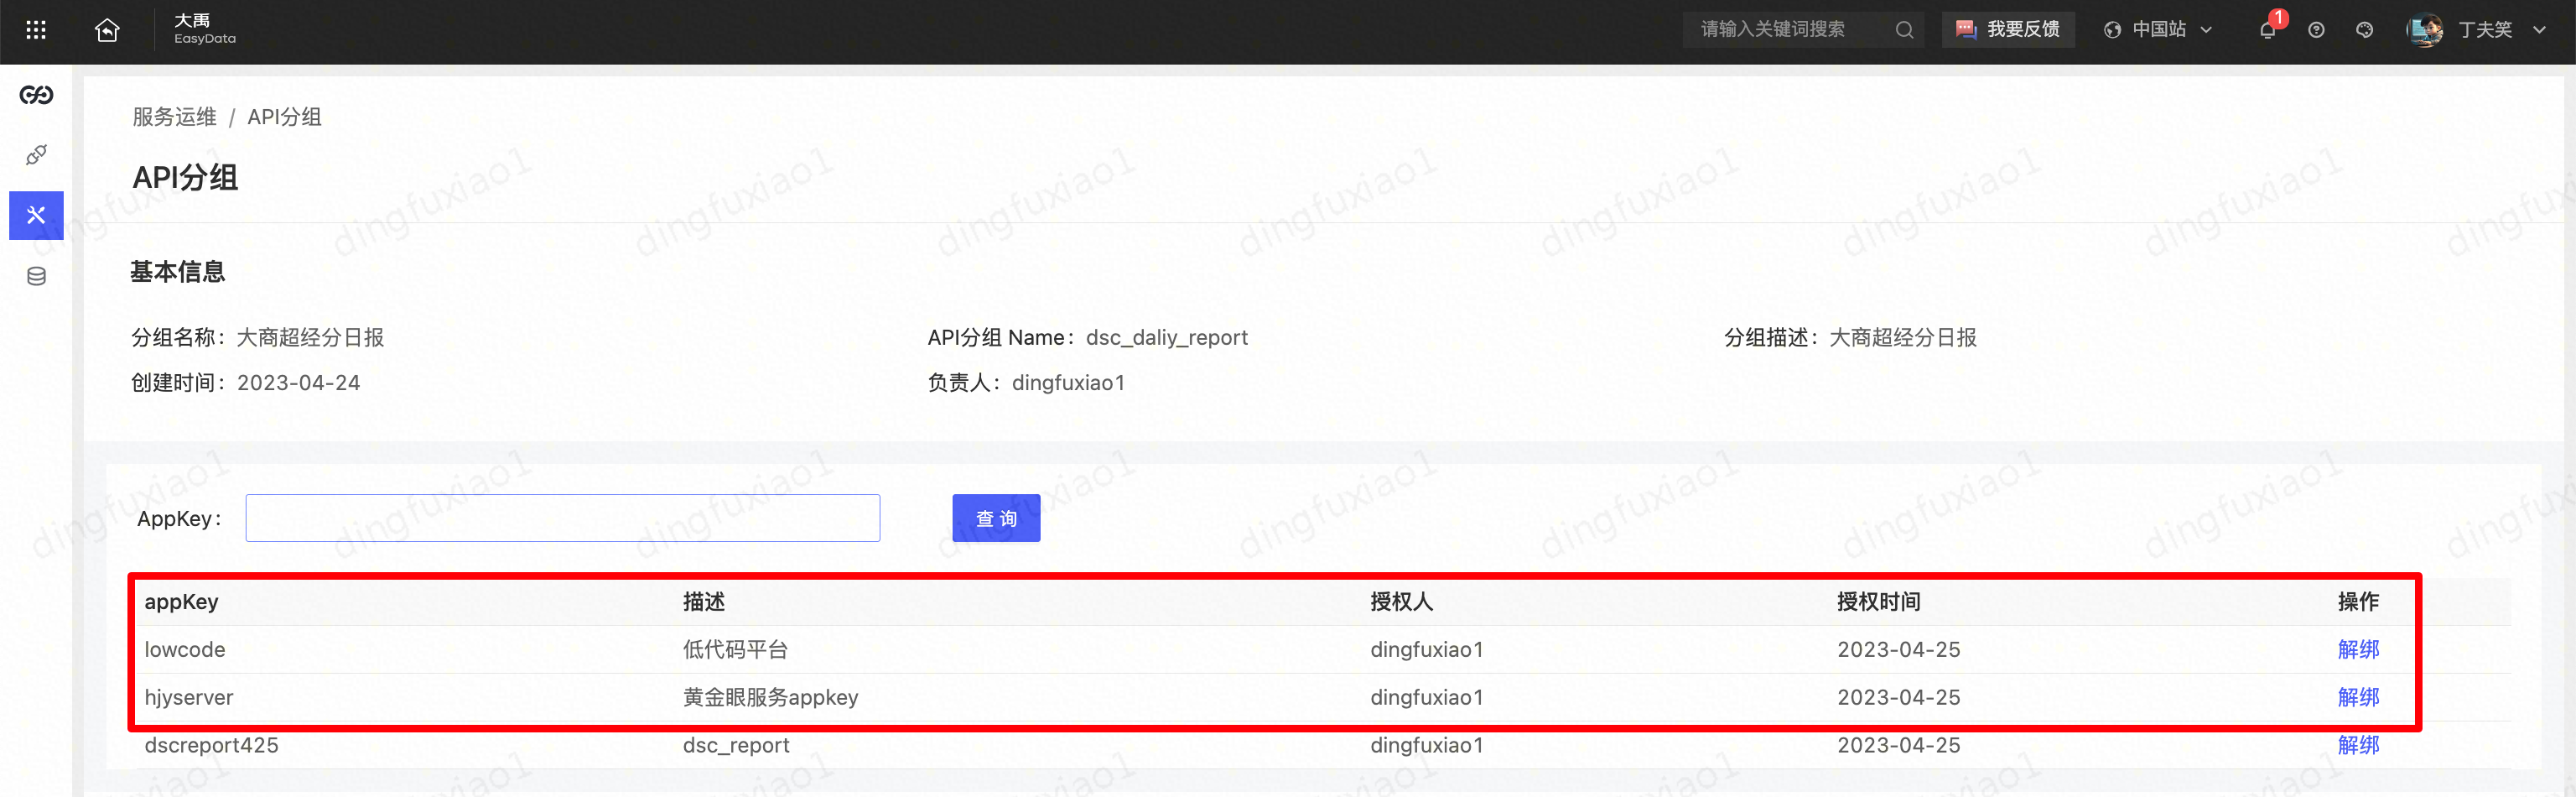 大禹
EasyData
请输入关键词搜索
我要反馈
中国站
1
丁夫笑
服务运维 / API分组
API分组
基本信息
分组名称：大商超经分日报
API分组 Name：dsc_daliy_report
分组描述：大商超经分日报
创建时间：2023-04-24
负责人：dingfuxiao1
AppKey：
查 询
appKey 描述 授权人 授权时间 操作
lowcode 低代码平台 dingfuxiao1 2023-04-25 解绑
hjyserver 黄金眼服务appkey dingfuxiao1 2023-04-25 解绑
dscreport425 dsc_report dingfuxiao1 2023-04-25 解绑
dingfuxiao1